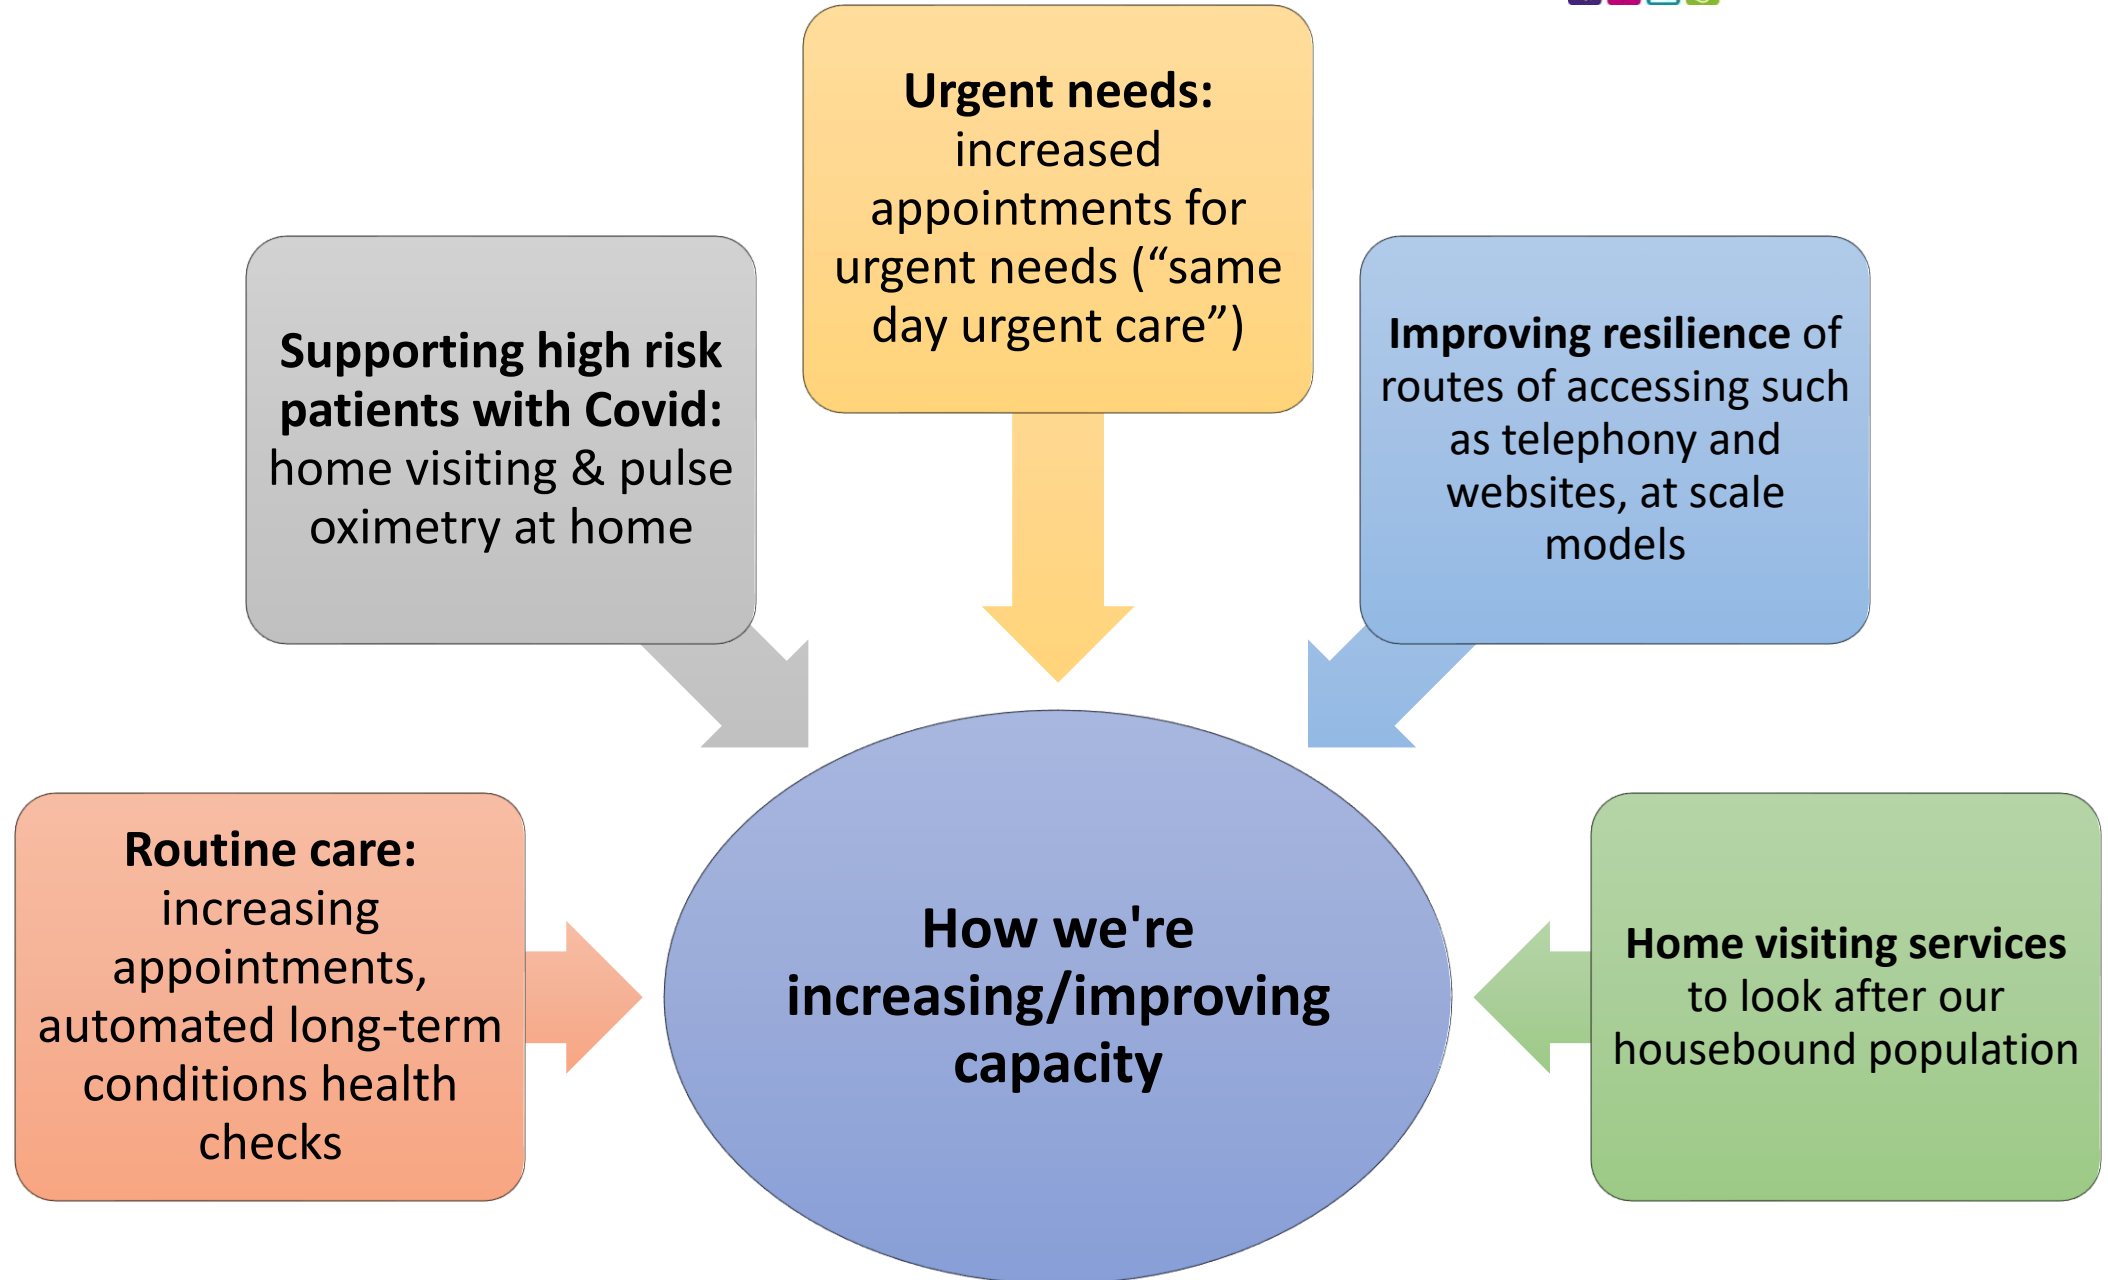 Urgent needs:
increased
appointments for
urgent needs (“same
day urgent care”)
Supporting high risk
patients with Covid:
home visiting & pulse
oximetry at home
Improving resilience of
routes of accessing such
as telephony and
websites, at scale
models
Routine care:
increasing
appointments,
automated long-term
conditions health
checks
How we're
increasing/improving
capacity
Home visiting services
to look after our
housebound population